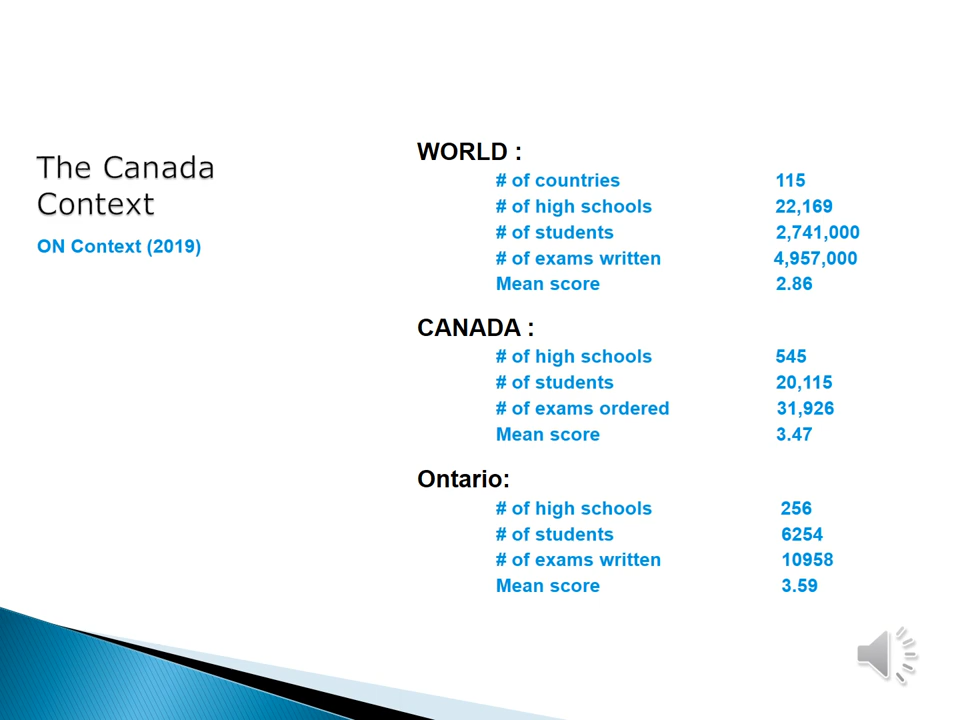 The Canada
Context
ON Context (2019)
WORLD :
# of countries 115
# of high schools 22,169
# of students 2,741,000
# of exams written 4,957,000
Mean score 2.86
CANADA :
# of high schools 545
# of students 20,115
# of exams ordered 31,926
Mean score 3.47
Ontario:
# of high schools 256
# of students 6254
# of exams written 10958
Mean score 3.59